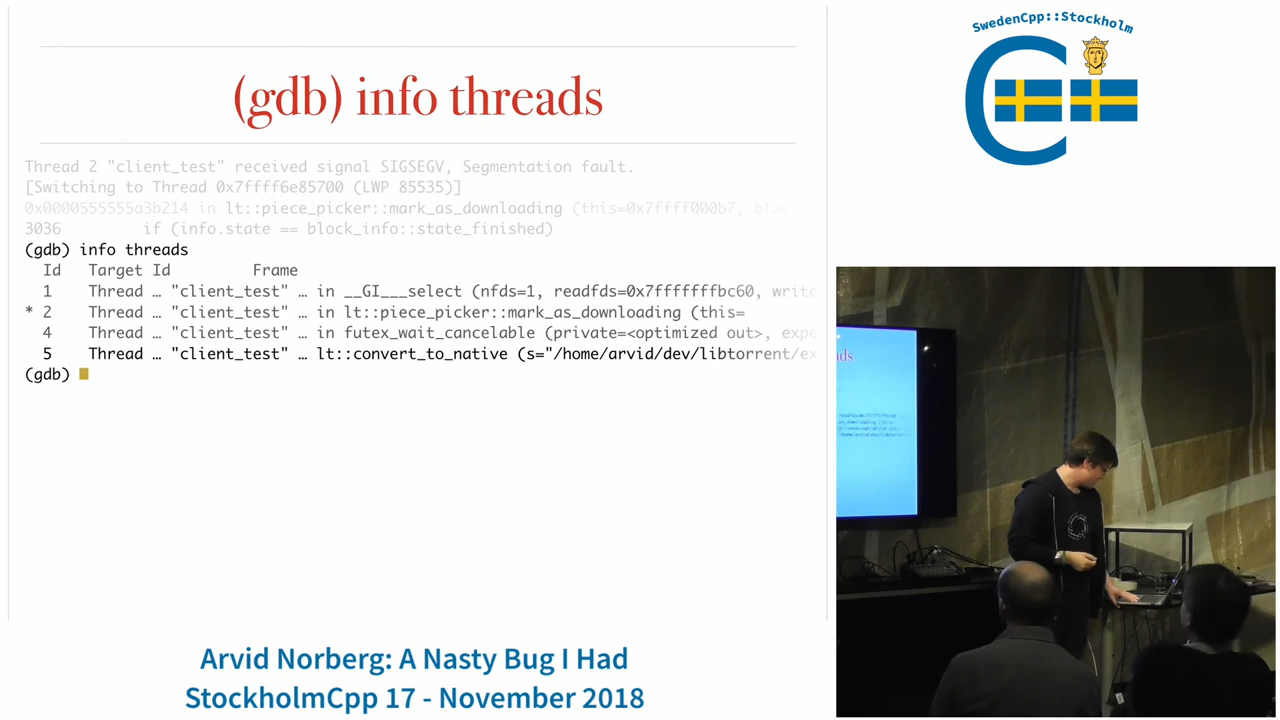 SwedenCpp::Stockholm
C
(gdb) info threads
Thread 2 "client_test" received signal SIGSEGV, Segmentation fault.
[Switching to Thread 0x7ffff6e85700 (LWP 85535)]
0x0000555555a3b214 in lt::piece_picker::mark_as_downloading (this=0x7ffff000b7, bloc
3036 if (info.state == block_info::state_finished)
(gdb) info threads
Id Target Id Frame
1 Thread … "client_test" … in __GI___select (nfds=1, readfds=0x7fffffffbc60, write
* 2 Thread … "client_test" … in lt::piece_picker::mark_as_downloading (this=
4 Thread … "client_test" … in futex_wait_cancelable (private=<optimized out>, expe
5 Thread … "client_test" … lt::convert_to_native (s="/home/arvid/dev/libtorrent/ex
(gdb)
ads
Arvid Norberg: A Nasty Bug I Had
StockholmCpp 17 - November 2018